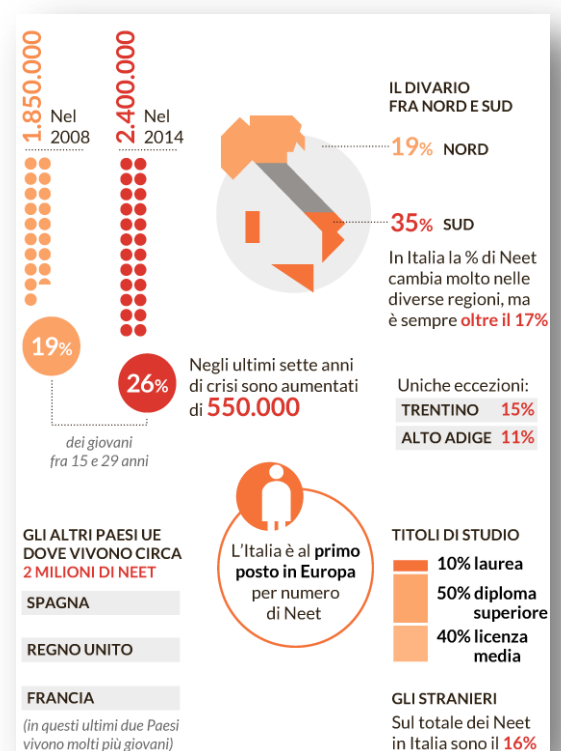 1.850.000
Nel
2008
2.400.000
Nel
2014
19%
26%
dei giovani
fra 15 e 29 anni
Negli ultimi sette anni
di crisi sono aumentati
di 550.000
IL DIVARIO
FRA NORD E SUD
19% NORD
35% SUD
In Italia la % di Neet
cambia molto nelle
diverse regioni, ma
è sempre oltre il 17%
Uniche eccezioni:
TRENTINO 15%
ALTO ADIGE 11%
GLI ALTRI PAESI UE
DOVE VIVONO CIRCA
2 MILIONI DI NEET
SPAGNA
REGNO UNITO
FRANCIA
(in questi ultimi due Paesi
vivono molti più giovani)
L'Italia è al primo
posto in Europa
per numero
di Neet
TITOLI DI STUDIO
10% laurea
50% diploma
superiore
40% licenza
media
GLI STRANIERI
Sul totale dei Neet
in Italia sono il 16%